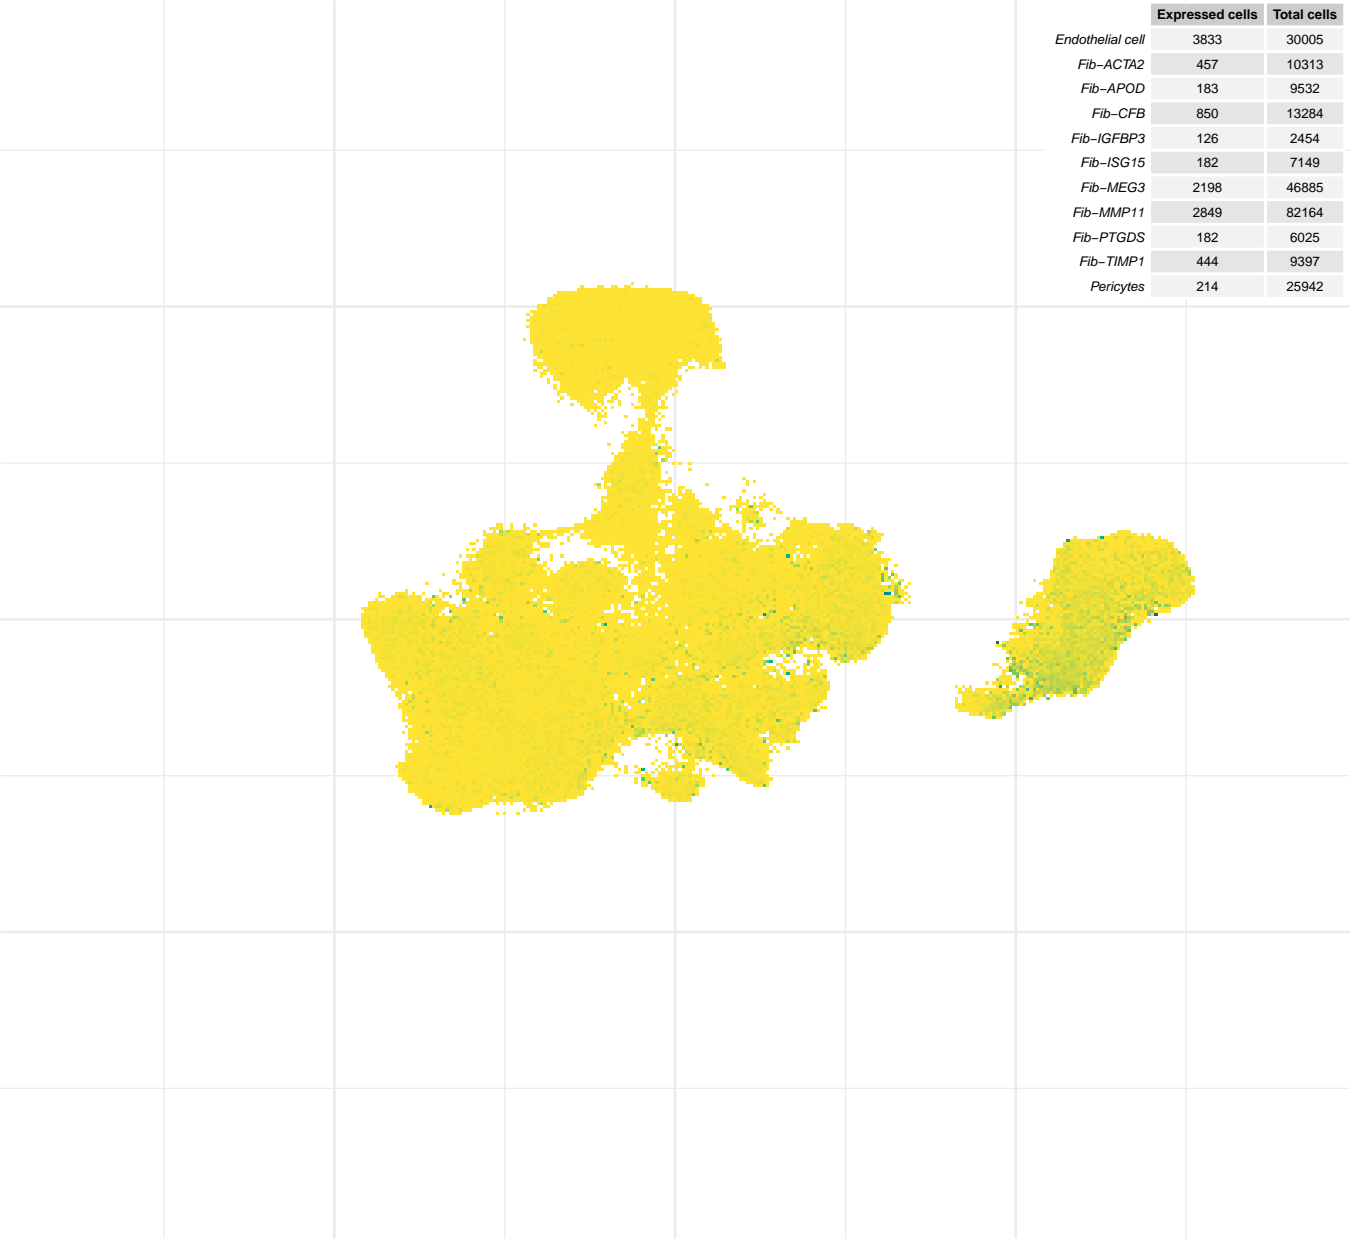 Expressed cells Total cells
Endothelial cell 3833 30005
Fib−ACTA2 457 10313
Fib−APOD 183 9532
Fib−CFB 850 13284
Fib−IGFBP3 126 2454
Fib−ISG15 182 7149
Fib−MEG3 2198 46885
Fib−MMP11 2849 82164
Fib−PTGDS 182 6025
Fib−TIMP1 444 9397
Pericytes 214 25942